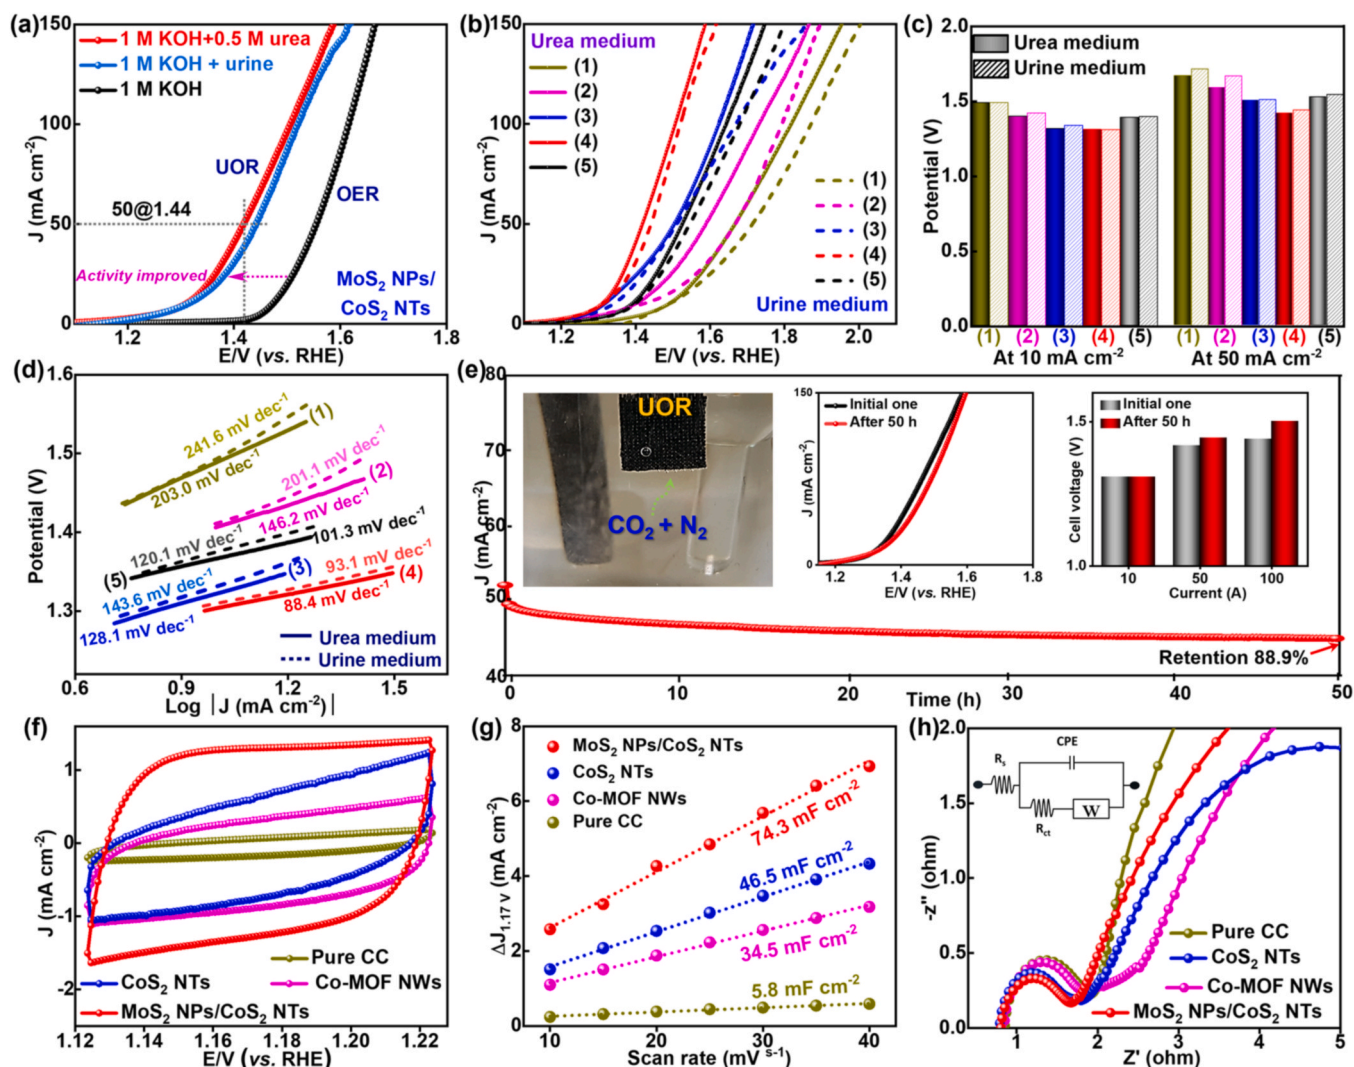 (a)
150
100
50
0
J (mA cm⁻²)
1 M KOH+0.5 M urea
1 M KOH + urine
1 M KOH
UOR
OER
50@1.44
Activity improved
MoS₂ NPs/
CoS₂ NTs
1.2 1.4 1.6 1.8
E/V (vs. RHE)
(b)
150
100
50
0
J (mA cm⁻²)
Urea medium
(1)
(2)
(3)
(4)
(5)
(1)
(2)
(3)
(4)
(5)
Urine medium
1.2 1.4 1.6 1.8 2.0
E/V (vs. RHE)
(c)
2.0
1.5
1.0
0.5
0.0
Potential (V)
Urea medium
Urine medium
(1) (2) (3) (4) (5) (1) (2) (3) (4) (5)
At 10 mA cm⁻² At 50 mA cm⁻²
(d)
1.6
1.5
1.4
1.3
Potential (V)
241.6 mV dec⁻¹
(1)
203.0 mV dec⁻¹
201.1 mV dec⁻¹
(2)
146.2 mV dec⁻¹
120.1 mV dec⁻¹
101.3 mV dec⁻¹
(5)
143.6 mV dec⁻¹
(3)
93.1 mV dec⁻¹
(4)
88.4 mV dec⁻¹
128.1 mV dec⁻¹
Urea medium
Urine medium
0.6 0.9 1.2 1.5
Log |J (mA cm⁻²)|
(e)
80
70
60
50
40
J (mA cm⁻²)
UOR
CO₂ + N₂
150
0
J (mA cm⁻²)
Initial one
After 50 h
1.2 1.4 1.6 1.8
E/V (vs. RHE)
1.5
1.0
Cell voltage (V)
Initial one
After 50 h
10 50 100
Current (A)
Retention 88.9%
0 10 20 30 40 50
Time (h)
(f)
1
0
-1
-2
J (mA cm⁻²)
Pure CC
CoS₂ NTs
Co-MOF NWs
MoS₂ NPs/CoS₂ NTs
1.12 1.14 1.16 1.18 1.20 1.22
E/V (vs. RHE)
(g)
8
6
4
2
0
ΔJ₁.₁₇ ᵥ (mA cm⁻²)
MoS₂ NPs/CoS₂ NTs
CoS₂ NTs
Co-MOF NWs
Pure CC
74.3 mF cm⁻²
46.5 mF cm⁻²
34.5 mF cm⁻²
5.8 mF cm⁻²
10 15 20 25 30 35 40
Scan rate (mV s⁻¹)
(h)
2.0
1.5
1.0
0.5
0.0
-z'' (ohm)
CPE
Rs
Rct
W
Pure CC
CoS₂ NTs
Co-MOF NWs
MoS₂ NPs/CoS₂ NTs
1 2 3 4 5
Z' (ohm)